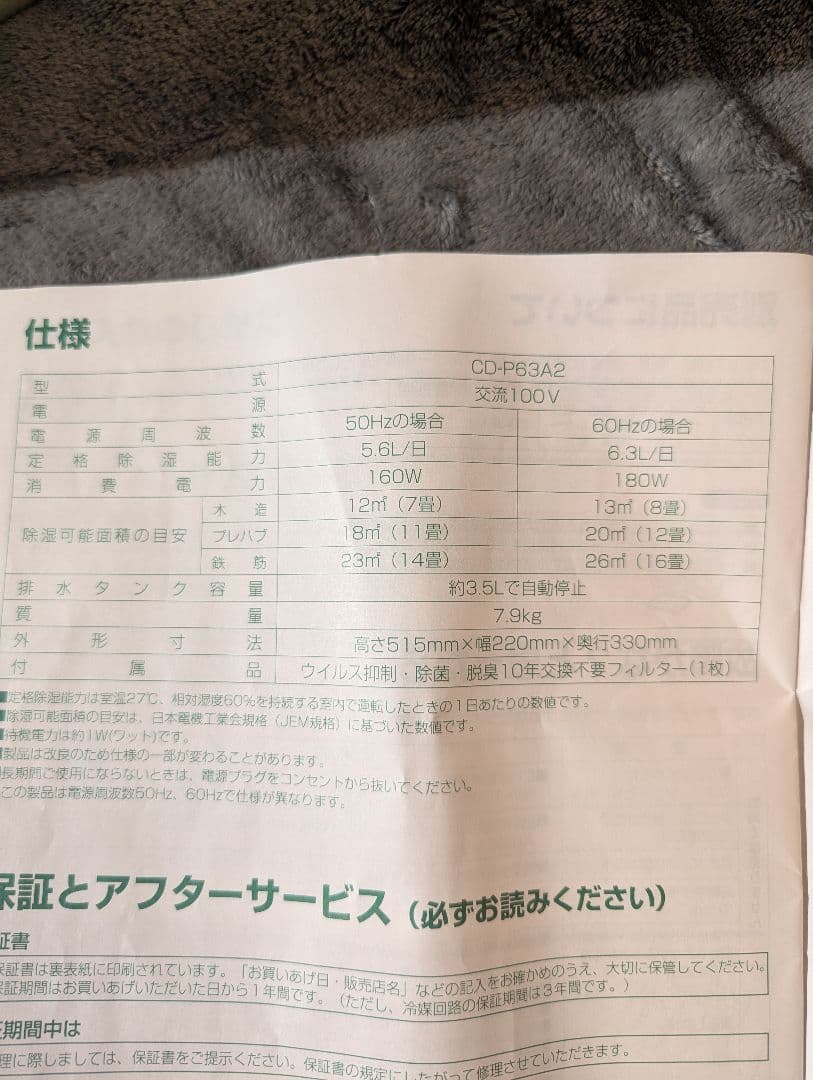 仕様
型式 CD-P63A2
電源 交流100V
電源周波数 50Hzの場合 60Hzの場合
定格除湿能力 5.6L/日 6.3L/日
消費電力 160W 180W
除湿可能面積の目安 木造 12㎡（7畳） 13㎡（8畳）
プレハブ 18㎡（11畳） 20㎡（12畳）
鉄筋 23㎡（14畳） 26㎡（16畳）
排水タンク容量 約3.5Lで自動停止
質量 7.9kg
外形寸法 高さ515mm×幅220mm×奥行330mm
付属品 ウイルス抑制・除菌・脱臭10年交換不要フィルター（1枚）
■定格除湿能力は室温27℃、相対湿度60%を持続する室内で運転したときの1日あたりの数値です。
■除湿可能面積の目安は、日本電機工業会規格（JEM規格）に基づいた数値です。
■待機電力は約1W（ワット）です。
■製品は改良のため仕様の一部が変わることがあります。
長期間ご使用にならないときは、電源プラグをコンセントから抜いてください。
この製品は電源周波数50Hz、60Hzで仕様が異なります。
保証とアフターサービス（必ずお読みください）
証書
保証書は裏表紙に印刷されています。「お買いあげ日・販売店名」などの記入をお確かめのうえ、大切に保管してください。
保証期間はお買いあげいただいた日から1年間です。（ただし、冷媒回路の保証期間は3年間です。）
証期間中は
理に際しましては、保証書をご提示ください。保証書の規定にしたがって修理させていただきます。